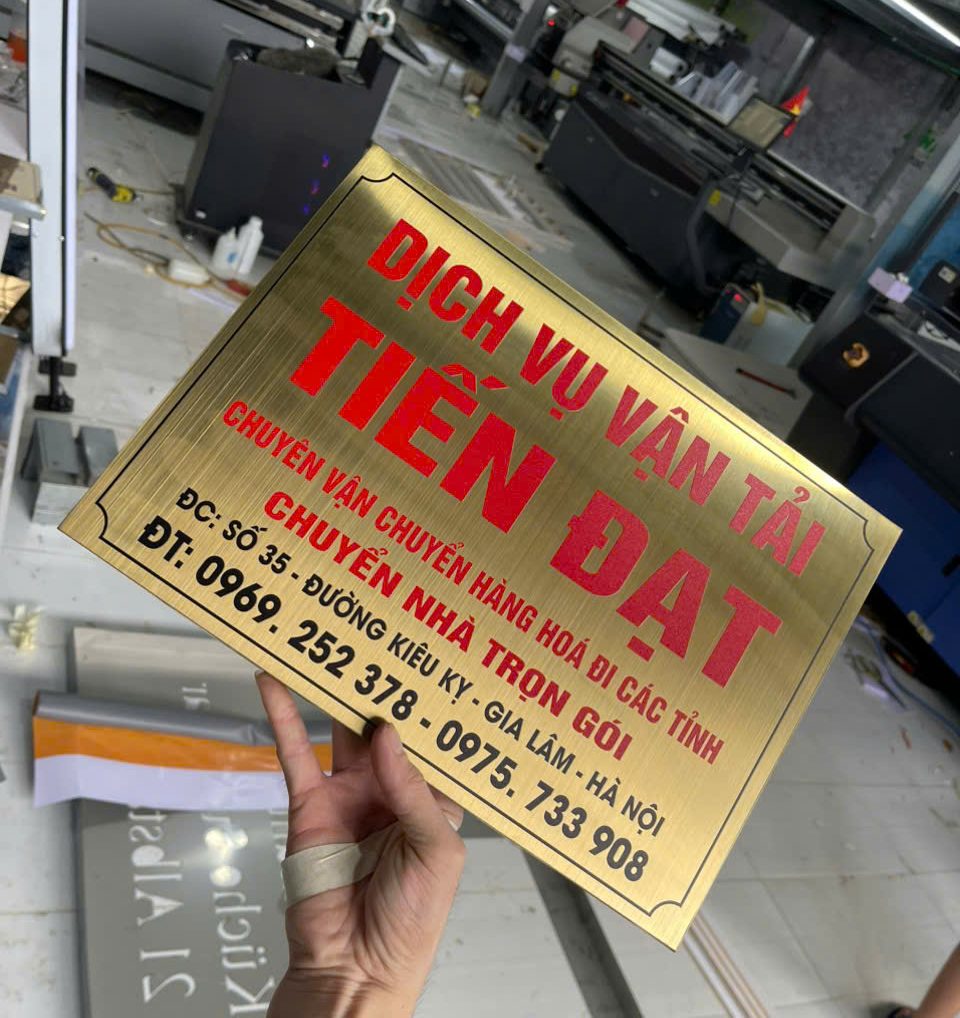 DỊCH VỤ VẬN TẢI
TIẾN ĐẠT
CHUYÊN VẬN CHUYỂN HÀNG HOÁ ĐI CÁC TỈNH
CHUYỂN NHÀ TRỌN GÓI
ĐC: SỐ 35 - ĐƯỜNG KIÊU KỴ - GIA LÂM - HÀ NỘI
ĐT: 0969. 252 378 - 0975. 733 908